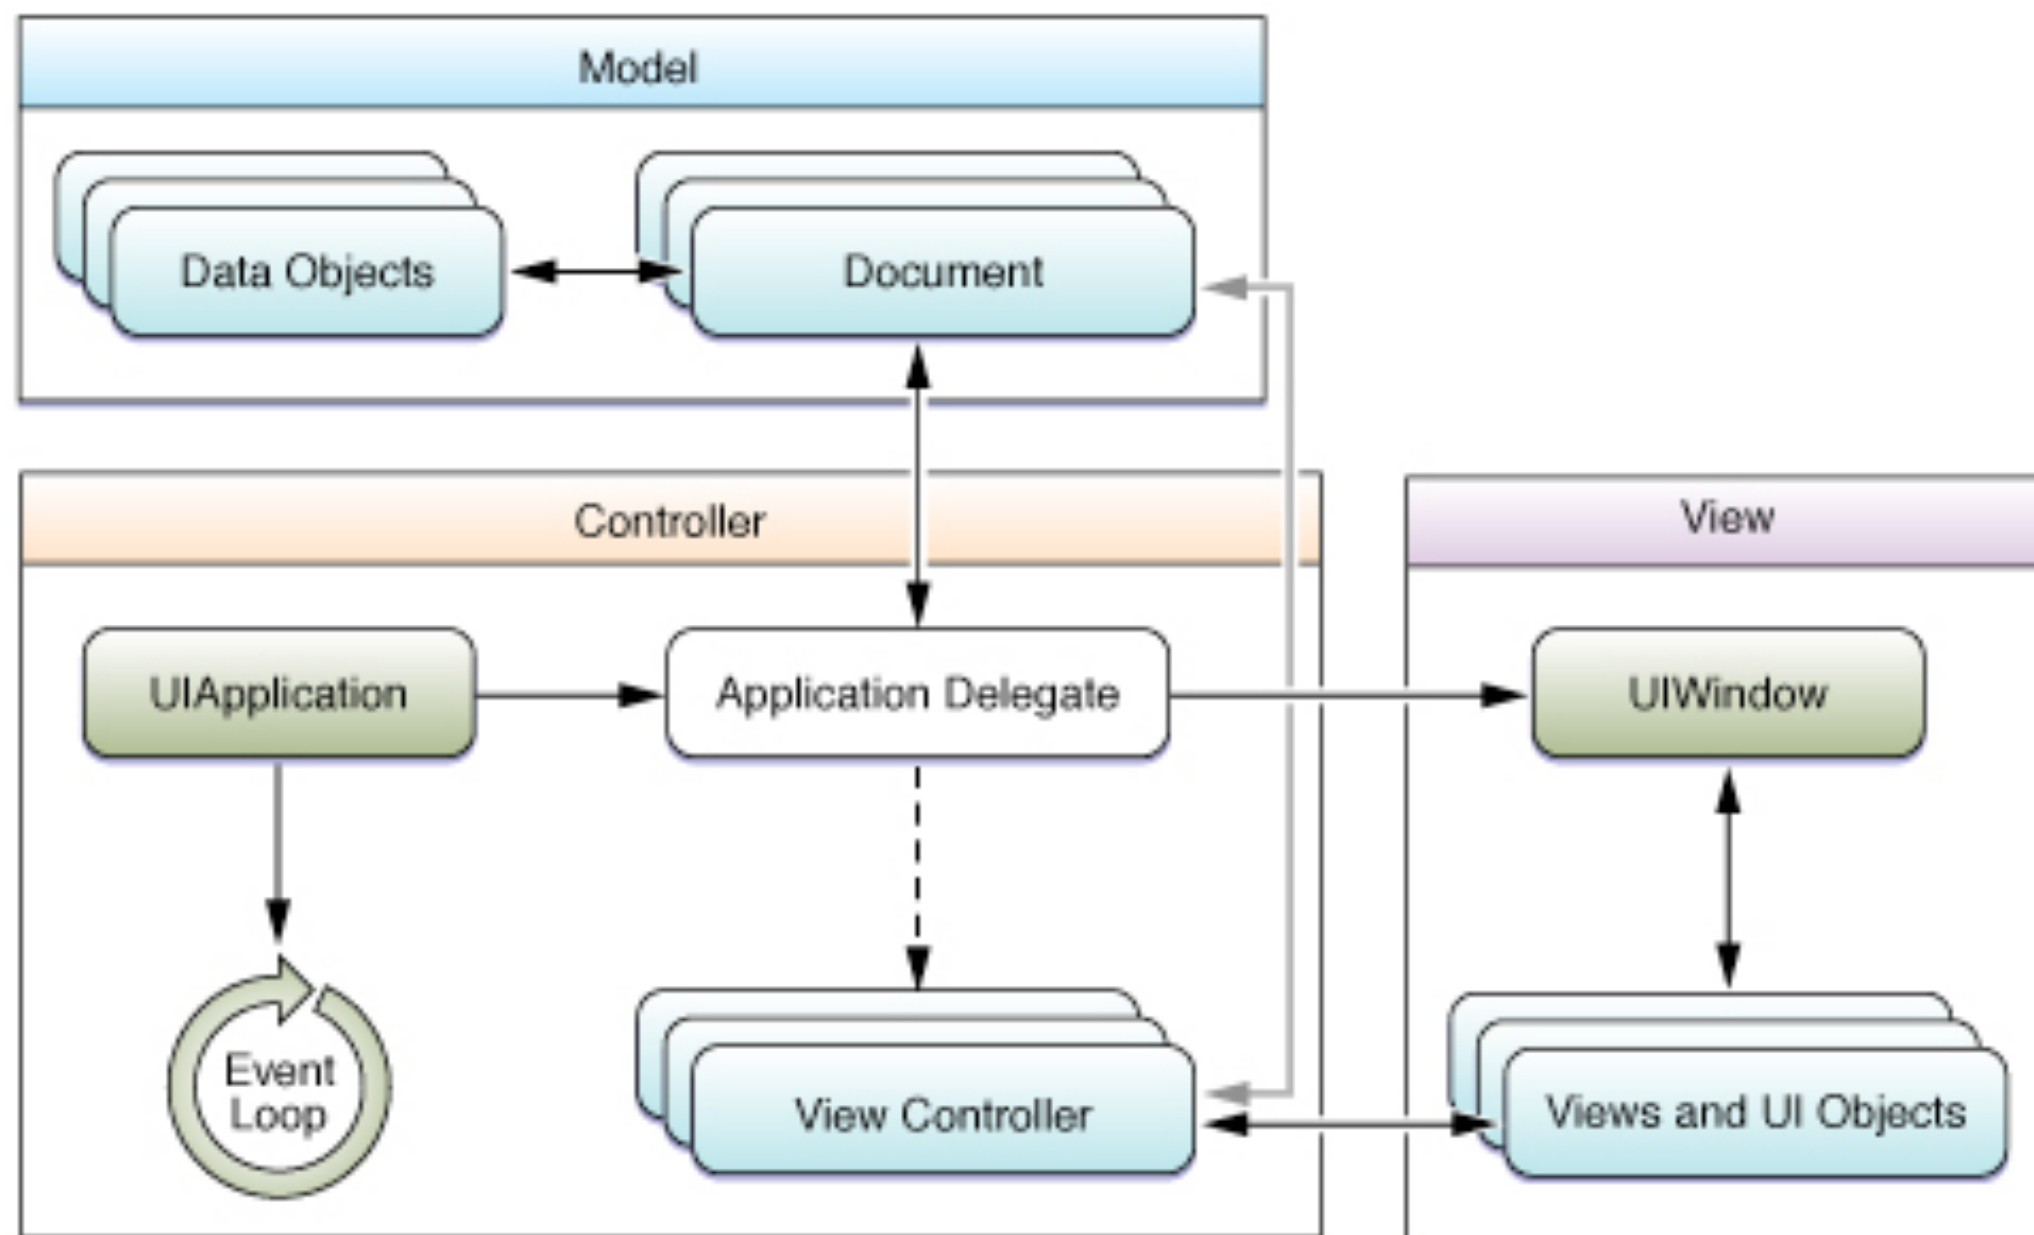 Model
Data Objects
Document
Controller
View
UIApplication
Application Delegate
UIWindow
Event
Loop
View Controller
Views and UI Objects